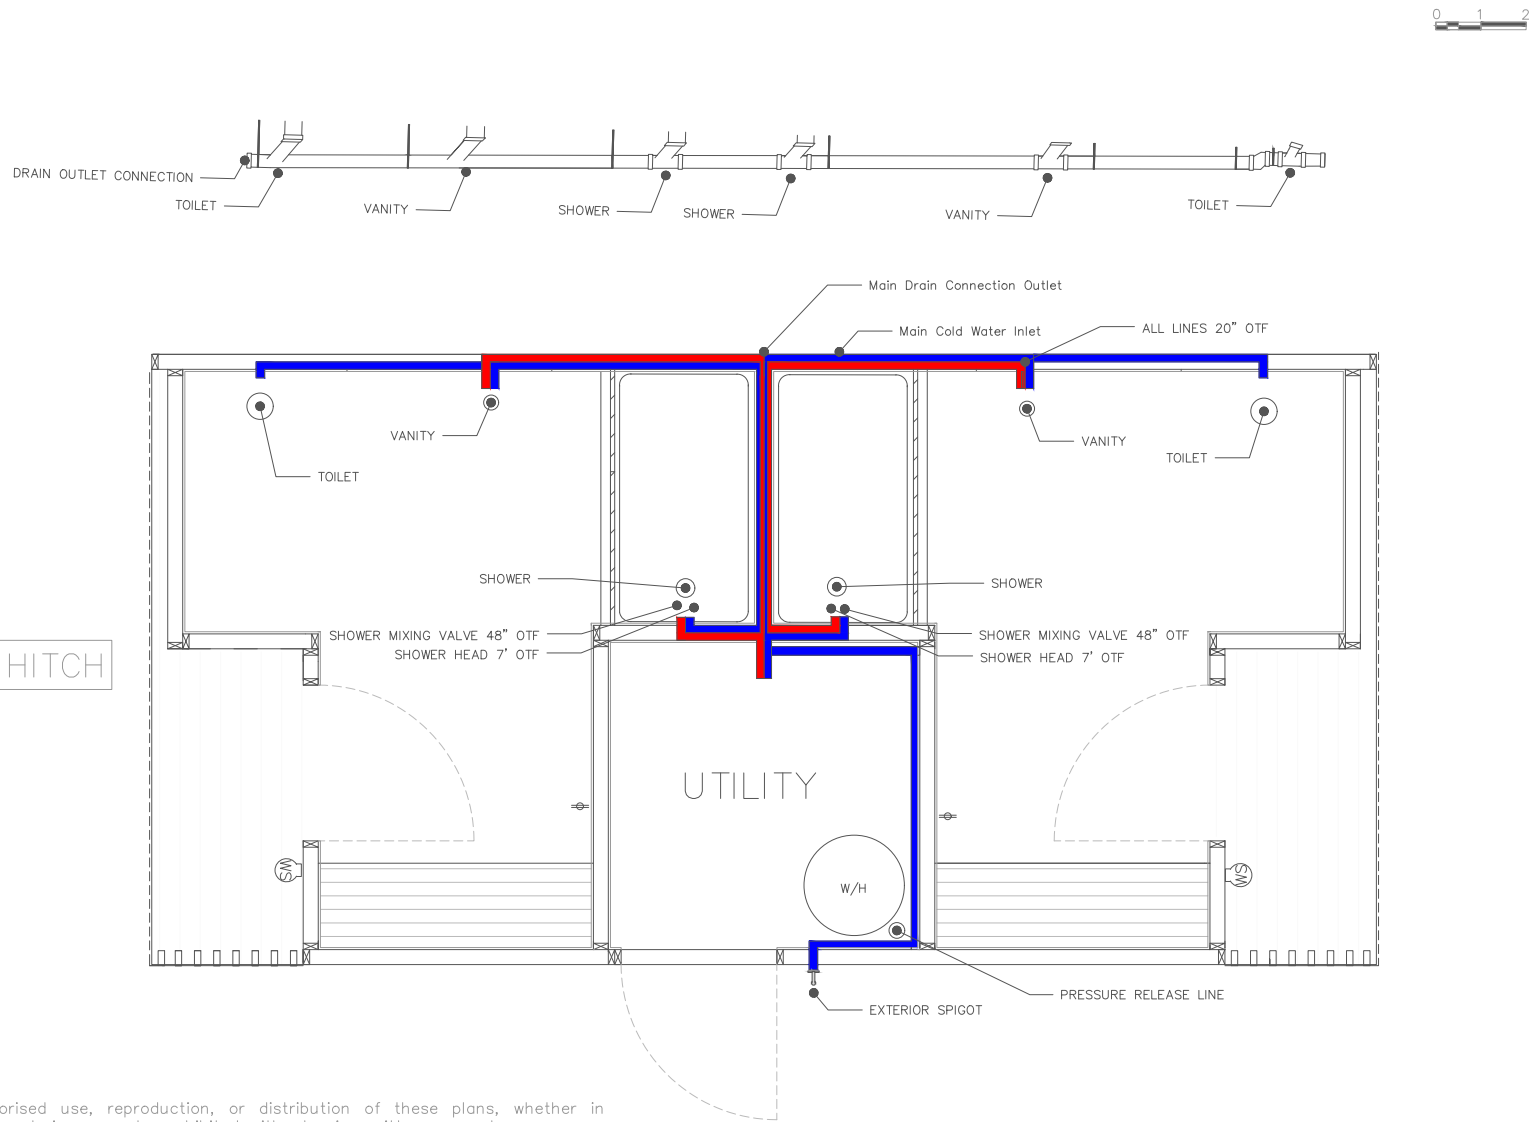 0 1 2
DRAIN OUTLET CONNECTION
TOILET
VANITY
SHOWER
SHOWER
VANITY
TOILET
Main Drain Connection Outlet
Main Cold Water Inlet
ALL LINES 20" OTF
VANITY
TOILET
VANITY
TOILET
SHOWER
SHOWER
SHOWER MIXING VALVE 48" OTF
SHOWER HEAD 7' OTF
SHOWER MIXING VALVE 48" OTF
SHOWER HEAD 7' OTF
HITCH
UTILITY
SW
W/H
SW
PRESSURE RELEASE LINE
EXTERIOR SPIGOT
orised use, reproduction, or distribution of these plans, whether in